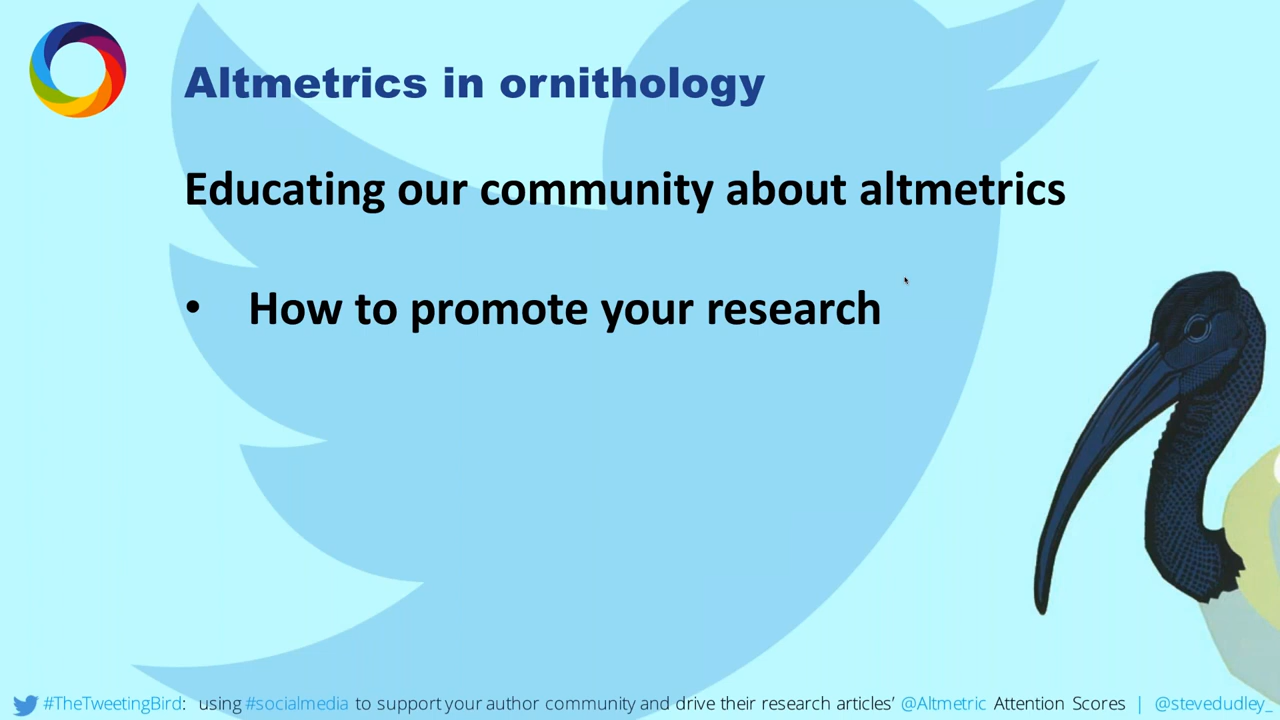 Altmetrics in ornithology
Educating our community about altmetrics
• How to promote your research
#TheTweetingBird: using #socialmedia to support your author community and drive their research articles’ @Altmetric Attention Scores | @stevedudley_